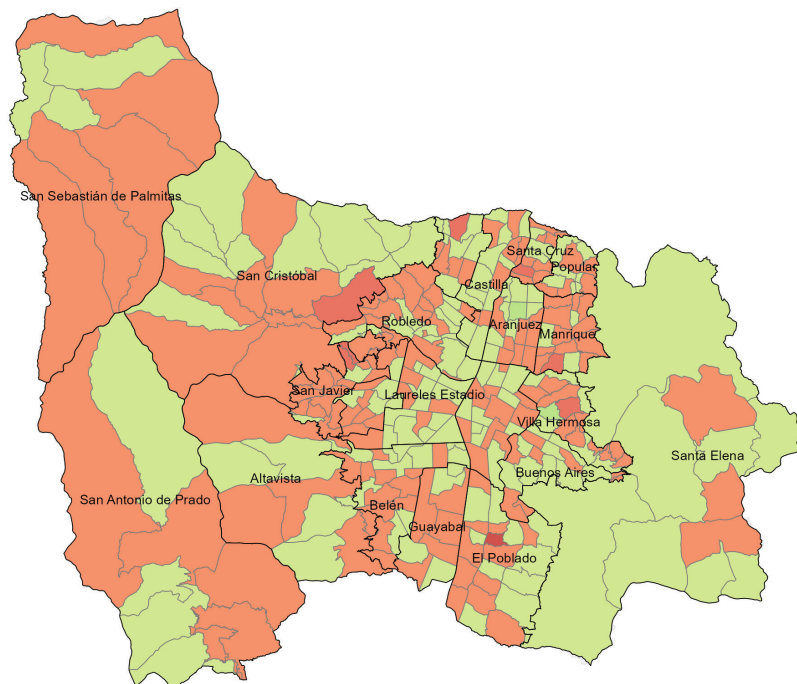 San Sebastián de Palmitas
San Cristóbal
Santa Cruz
Popular
Castilla
Robledo
Aranjuez
Manrique
San Javier
Laureles Estadio
Villa Hermosa
Santa Elena
Buenos Aires
Altavista
San Antonio de Prado
Belén
Guayabal
El Poblado